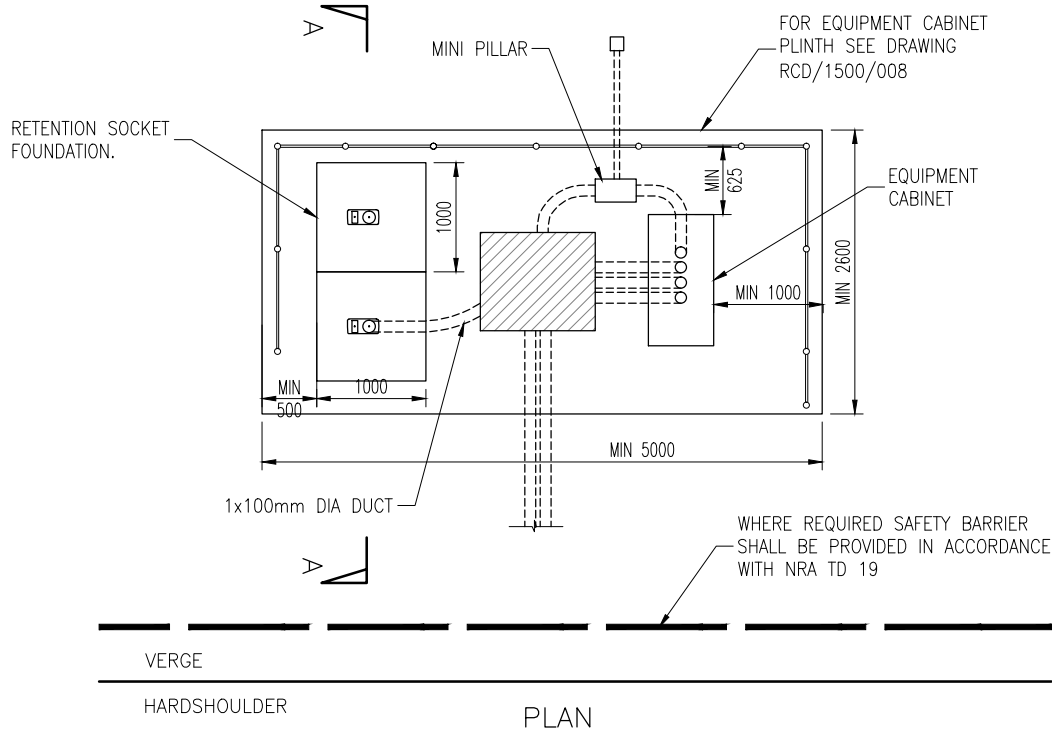 A
MINI PILLAR
FOR EQUIPMENT CABINET
PLINTH SEE DRAWING
RCD/1500/008
RETENTION SOCKET
FOUNDATION.
MIN
625
EQUIPMENT
CABINET
1000
MIN 1000
MIN 2600
MIN
500
1000
MIN 5000
1x100mm DIA DUCT
WHERE REQUIRED SAFETY BARRIER
SHALL BE PROVIDED IN ACCORDANCE
WITH NRA TD 19
A
VERGE
HARDSHOULDER
PLAN